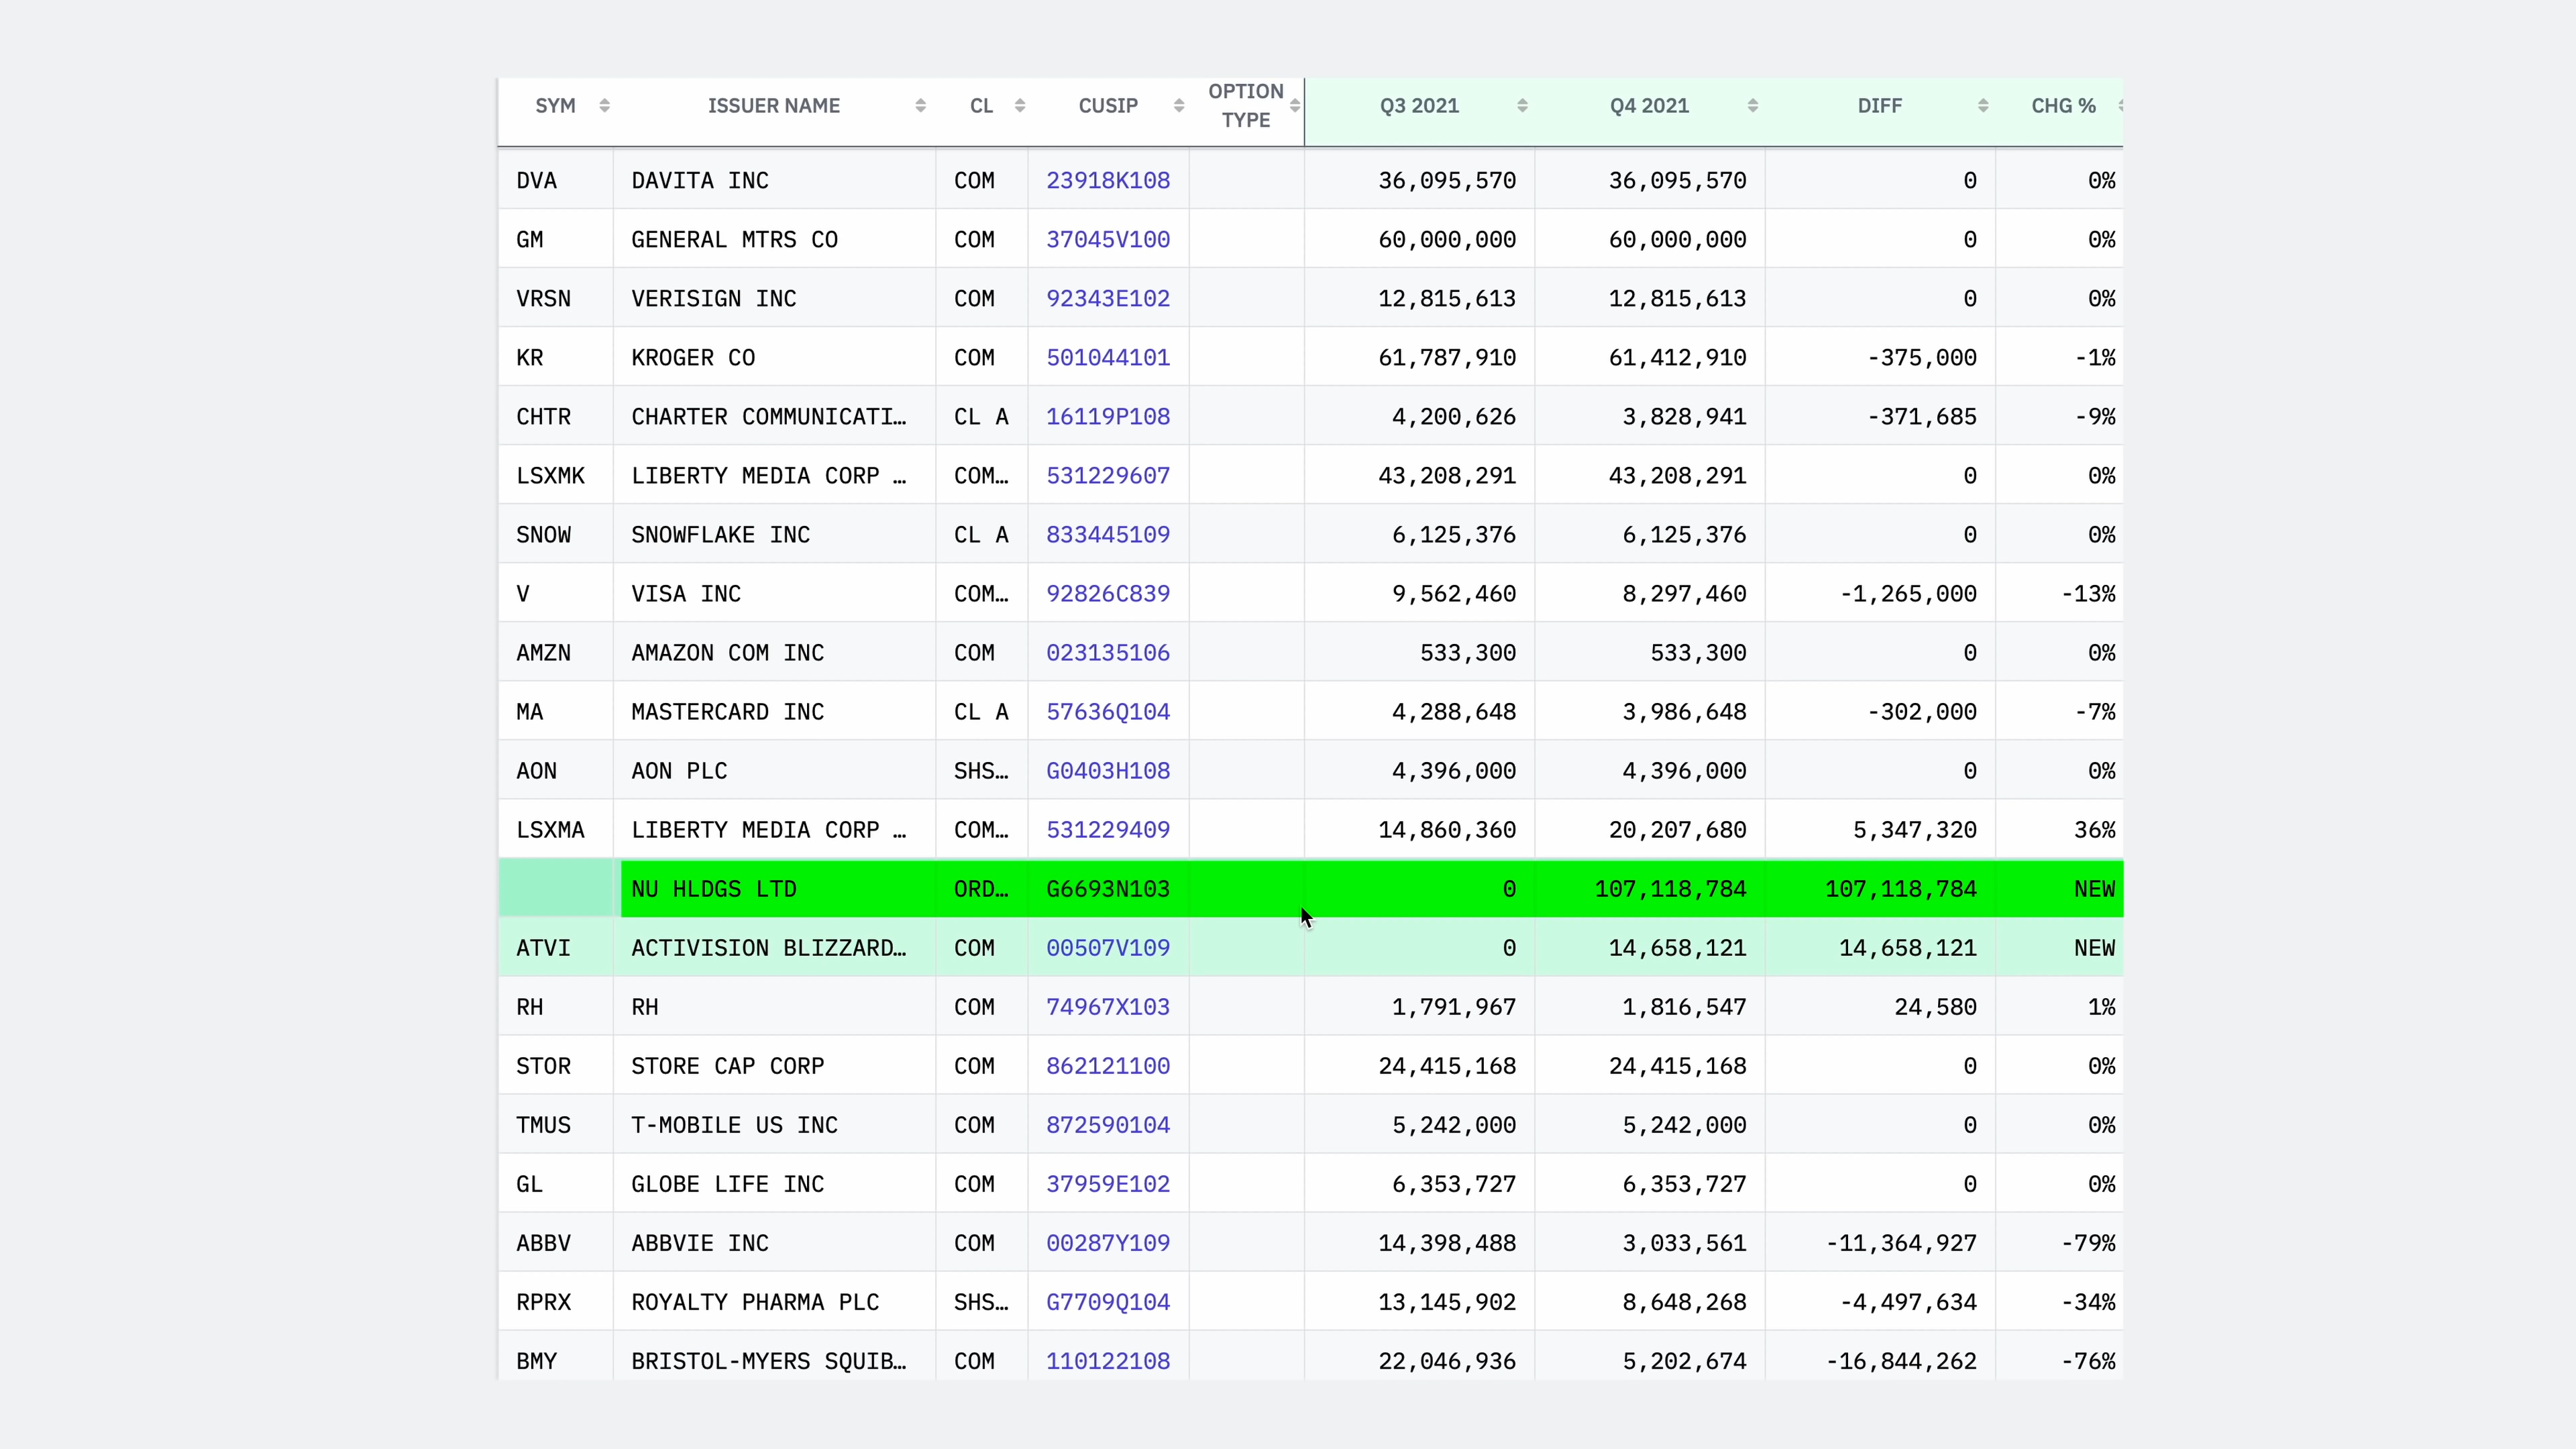 SYM ISSUER NAME CL CUSIP OPTION TYPE Q3 2021 Q4 2021 DIFF CHG %
DVA DAVITA INC COM 23918K108 36,095,570 36,095,570 0 0%
GM GENERAL MTRS CO COM 37045V100 60,000,000 60,000,000 0 0%
VRSN VERISIGN INC COM 92343E102 12,815,613 12,815,613 0 0%
KR KROGER CO COM 501044101 61,787,910 61,412,910 -375,000 -1%
CHTR CHARTER COMMUNICATI… CL A 16119P108 4,200,626 3,828,941 -371,685 -9%
LSXMK LIBERTY MEDIA CORP … COM… 531229607 43,208,291 43,208,291 0 0%
SNOW SNOWFLAKE INC CL A 833445109 6,125,376 6,125,376 0 0%
V VISA INC COM… 92826C839 9,562,460 8,297,460 -1,265,000 -13%
AMZN AMAZON COM INC COM 023135106 533,300 533,300 0 0%
MA MASTERCARD INC CL A 57636Q104 4,288,648 3,986,648 -302,000 -7%
AON AON PLC SHS… G0403H108 4,396,000 4,396,000 0 0%
LSXMA LIBERTY MEDIA CORP … COM… 531229409 14,860,360 20,207,680 5,347,320 36%
NU HLDGS LTD ORD… G6693N103 0 107,118,784 107,118,784 NEW
ATVI ACTIVISION BLIZZARD… COM 00507V109 0 14,658,121 14,658,121 NEW
RH RH COM 74967X103 1,791,967 1,816,547 24,580 1%
STOR STORE CAP CORP COM 862121100 24,415,168 24,415,168 0 0%
TMUS T-MOBILE US INC COM 872590104 5,242,000 5,242,000 0 0%
GL GLOBE LIFE INC COM 37959E102 6,353,727 6,353,727 0 0%
ABBV ABBVIE INC COM 00287Y109 14,398,488 3,033,561 -11,364,927 -79%
RPRX ROYALTY PHARMA PLC SHS… G7709Q104 13,145,902 8,648,268 -4,497,634 -34%
BMY BRISTOL-MYERS SQUIB… COM 110122108 22,046,936 5,202,674 -16,844,262 -76%